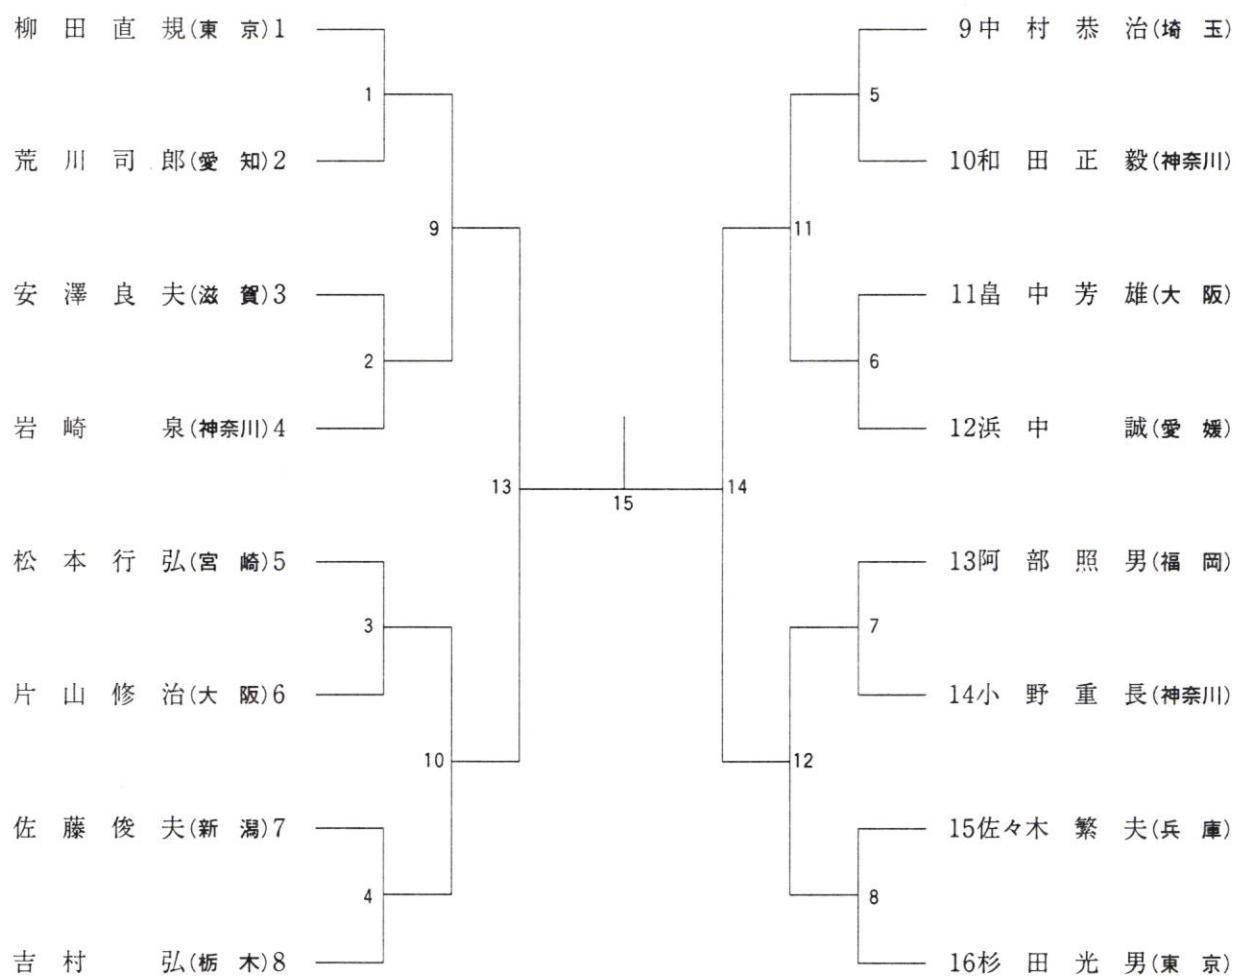 柳田直規(東京)1
荒川司郎(愛知)2
安澤良夫(滋賀)3
岩崎泉(神奈川)4
松本行弘(宮崎)5
片山修治(大阪)6
佐藤俊夫(新潟)7
吉村弘(栃木)8
1
2
3
4
9
10
13
15
14
11
12
5
6
7
8
9中村恭治(埼玉)
10和田正毅(神奈川)
11畠中芳雄(大阪)
12浜中誠(愛媛)
13阿部照男(福岡)
14小野重長(神奈川)
15佐々木繁夫(兵庫)
16杉田光男(東京)